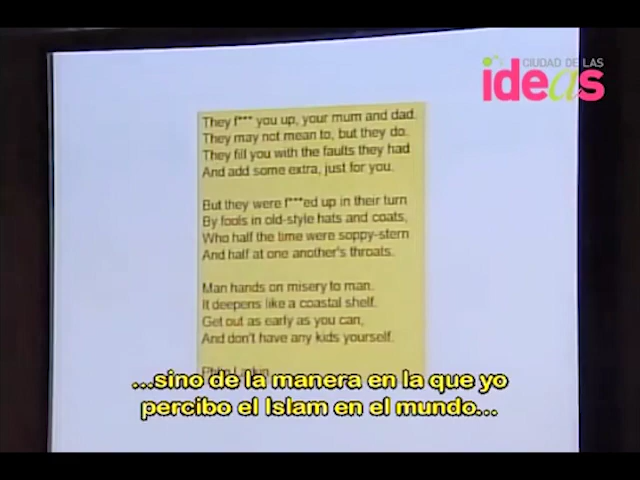 CIUDAD DE LAS
ideas
They f*** you up, your mum and dad.
They may not mean to, but they do.
They fill you with the faults they had
And add some extra, just for you.
But they were f***ed up in their turn
By fools in old-style hats and coats,
Who half the time were soppy-stern
And half at one another's throats.
Man hands on misery to man.
It deepens like a coastal shelf.
Get out as early as you can,
And don't have any kids yourself.
Philip Larkin
...sino de la manera en la que yo
percibo el Islam en el mundo...